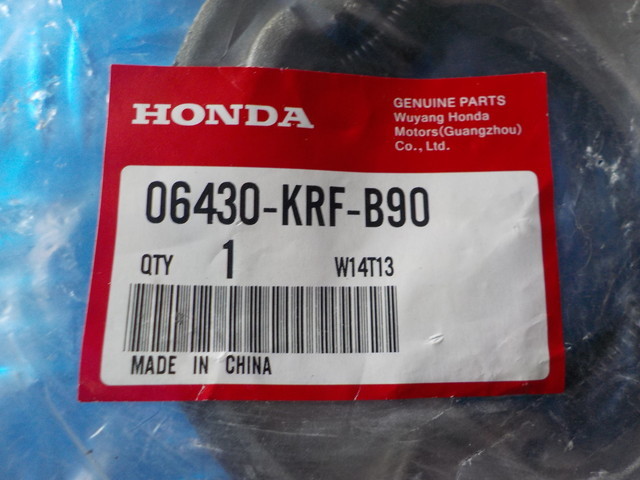 HONDA
GENUINE PARTS
Wuyang Honda
Motors(Guangzhou)
Co., Ltd.
06430-KRF-B90
QTY 1 W14T13
MADE IN CHINA